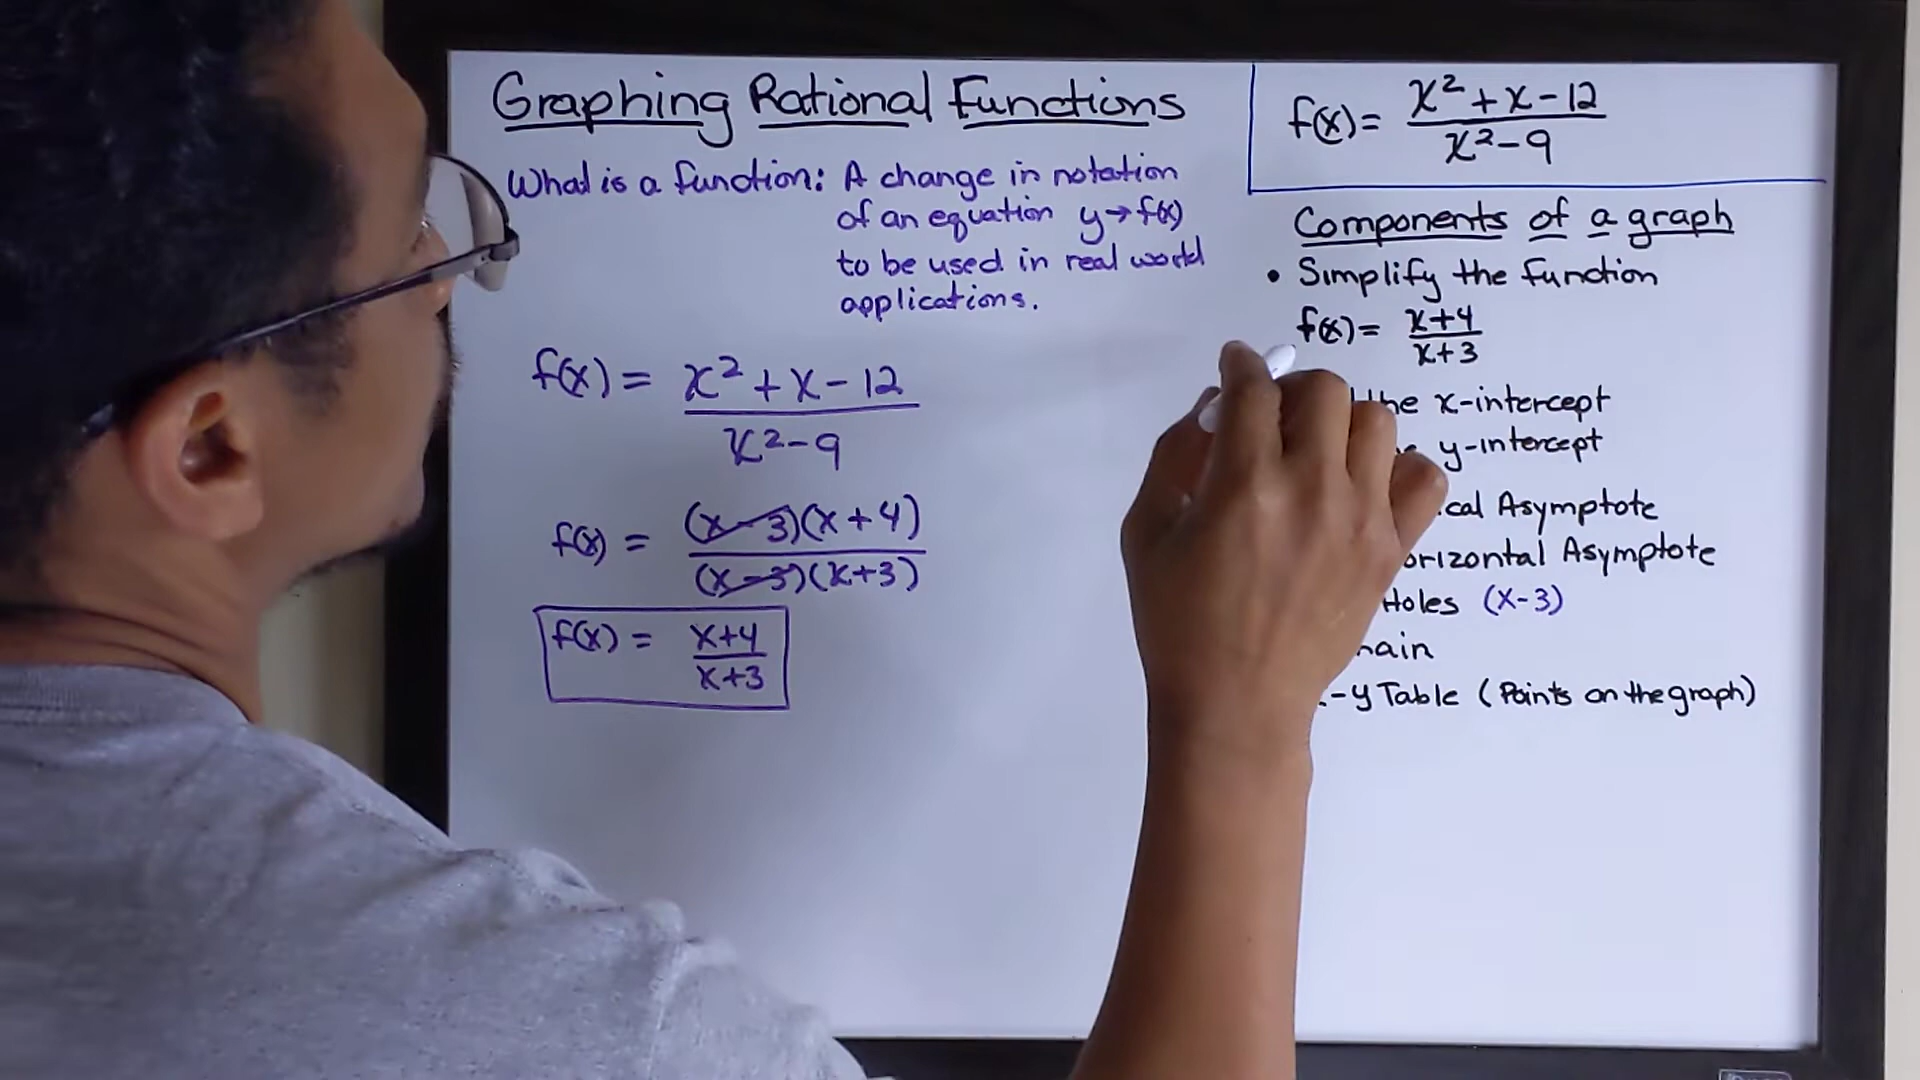 Graphing Rational Functions
What is a function: A change in notation
of an equation y→f(x)
to be used in real world
applications.
f(x) = x² + x - 12
x² - 9
f(x) = (x-3)(x+4)
(x-3)(x+3)
f(x) = x+4
x+3
f(x) = x² + x - 12
x² - 9
Components of a graph
• Simplify the function
f(x) = x+4
x+3
the x-intercept
y-intercept
cal Asymptote
orizontal Asymptote
Holes (x-3)
main
-y Table (Points on the graph)